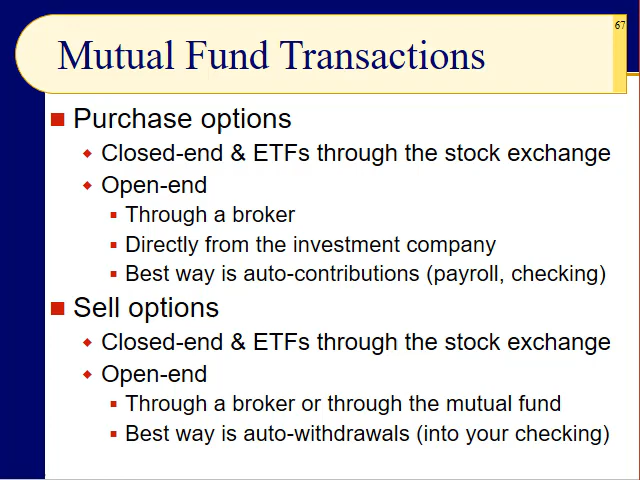 67
Mutual Fund Transactions
Purchase options
Closed-end & ETFs through the stock exchange
Open-end
Through a broker
Directly from the investment company
Best way is auto-contributions (payroll, checking)
Sell options
Closed-end & ETFs through the stock exchange
Open-end
Through a broker or through the mutual fund
Best way is auto-withdrawals (into your checking)